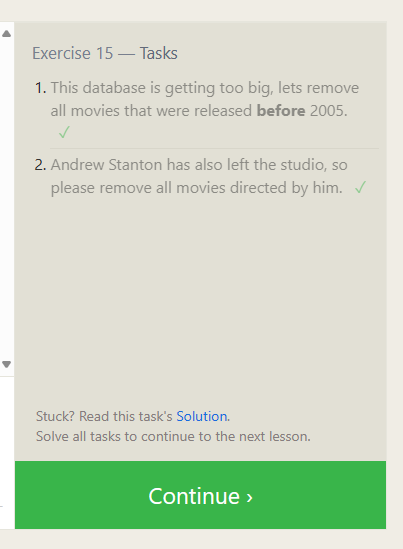 Exercise 15 — Tasks
1. This database is getting too big, lets remove
all movies that were released before 2005.
✓
2. Andrew Stanton has also left the studio, so
please remove all movies directed by him. ✓
Stuck? Read this task's Solution.
Solve all tasks to continue to the next lesson.
Continue ›